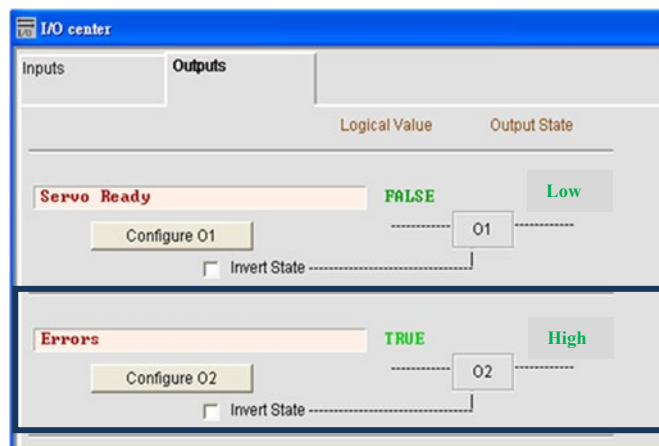 I/O center
Inputs Outputs
Logical Value Output State
Servo Ready FALSE Low
Configure O1 O1
Invert State
Errors TRUE High
Configure O2 O2
Invert State